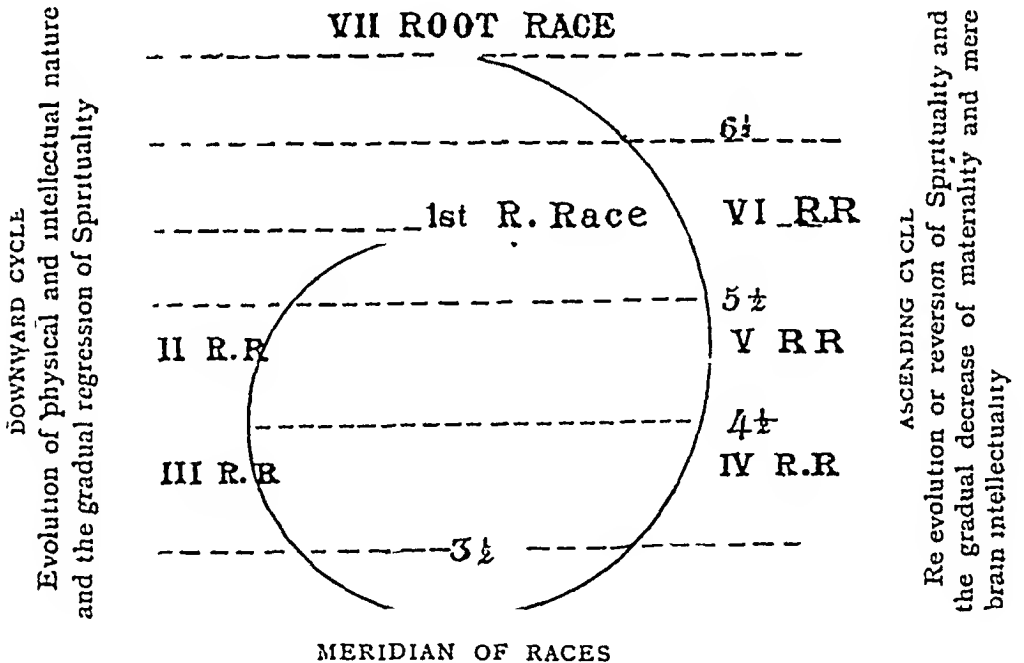 VII ROOT RACE
DOWNWARD CYCLE
Evolution of physical and intellectual nature
and the gradual regression of Spirituality
6½
1st R. Race
VI R.R
5½
II R.R
V R R
4½
III R.R
IV R.R
3½
MERIDIAN OF RACES
ASCENDING CYCLE
Re evolution or reversion of Spirituality and
the gradual decrease of materiality and mere
brain intellectuality